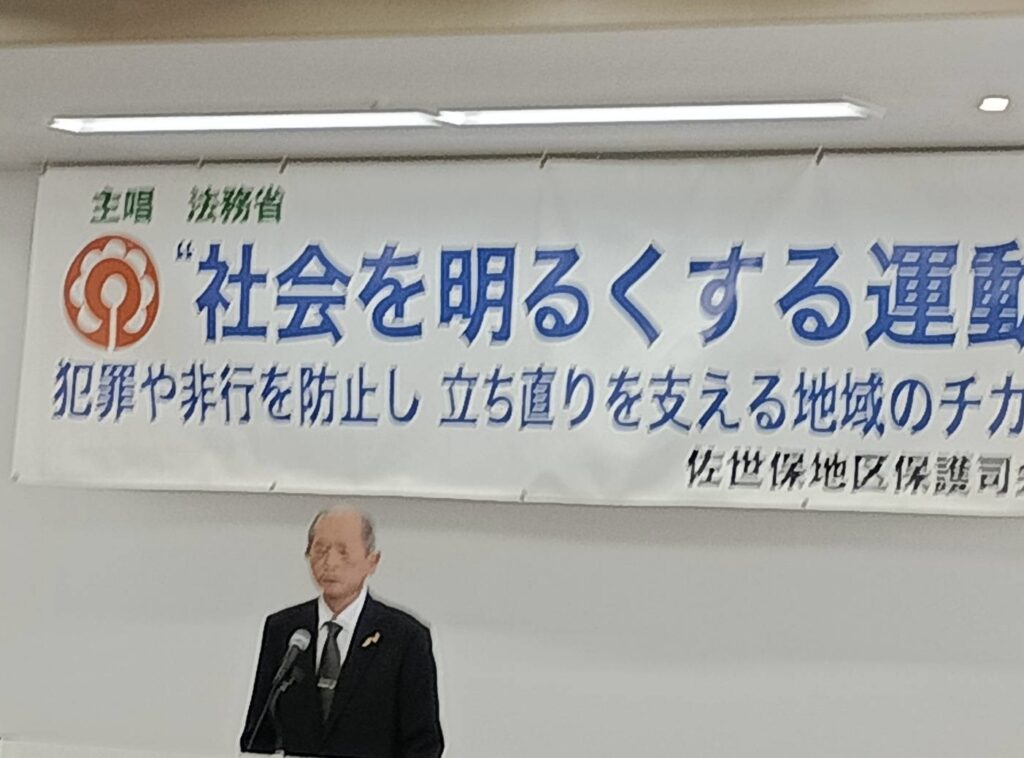 主唱 法務省
“社会を明るくする運動
犯罪や非行を防止し 立ち直りを支える地域のチカ
佐世保地区保護司会